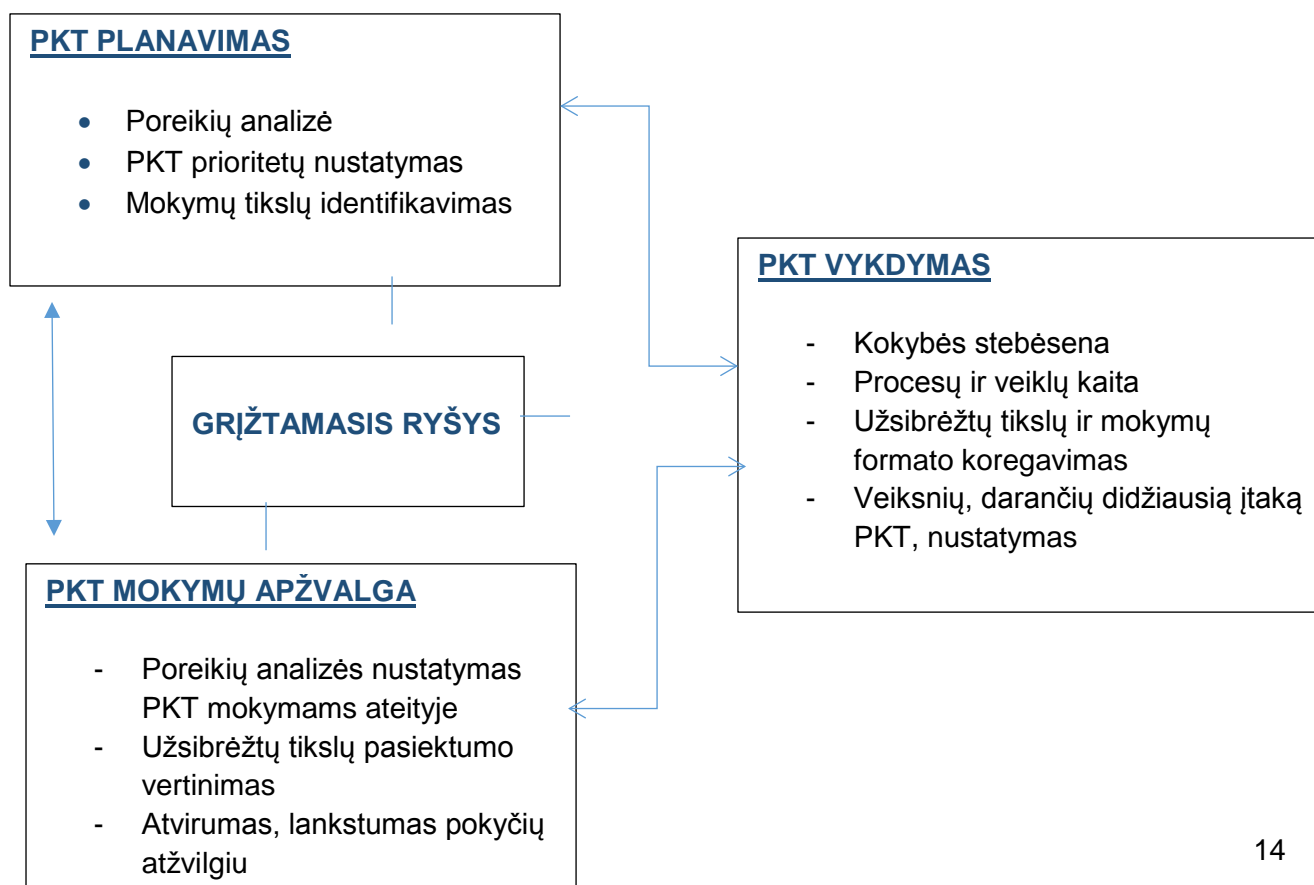 PKT PLANAVIMAS
• Poreikių analizė
• PKT prioritetų nustatymas
• Mokymų tikslų identifikavimas
PKT VYKDYMAS
- Kokybės stebėsena
- Procesų ir veiklų kaita
- Užsibrėžtų tikslų ir mokymų
formato koregavimas
- Veiksnių, darančių didžiausią įtaką
PKT, nustatymas
GRĮŽTAMASIS RYŠYS
PKT MOKYMŲ APŽVALGA
- Poreikių analizės nustatymas
PKT mokymams ateityje
- Užsibrėžtų tikslų pasiektumo
vertinimas
- Atvirumas, lankstumas pokyčių
atžvilgiu
14